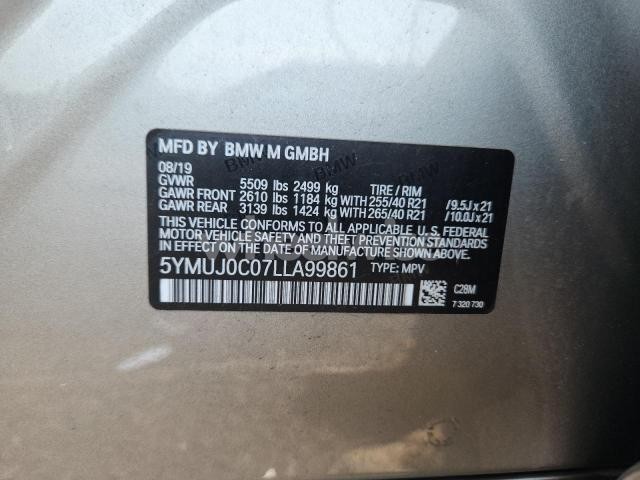 MFD BY BMW M GMBH
08/19
GVWR 5509 lbs 2499 kg TIRE / RIM
GAWR FRONT 2610 lbs 1184 kg WITH 255/40 R21 /9.5J x 21
GAWR REAR 3139 lbs 1424 kg WITH 265/40 R21 /10.0J x 21
THIS VEHICLE CONFORMS TO ALL APPLICABLE U.S. FEDERAL
MOTOR VEHICLE SAFETY, BUMPER, AND THEFT PREVENTION
STANDARDS IN EFFECT ON THE DATE OF MANUFACTURE
SHOWN ABOVE.
5YMUJ0C07LLA99861 TYPE: MPV
C28M
7 320 730